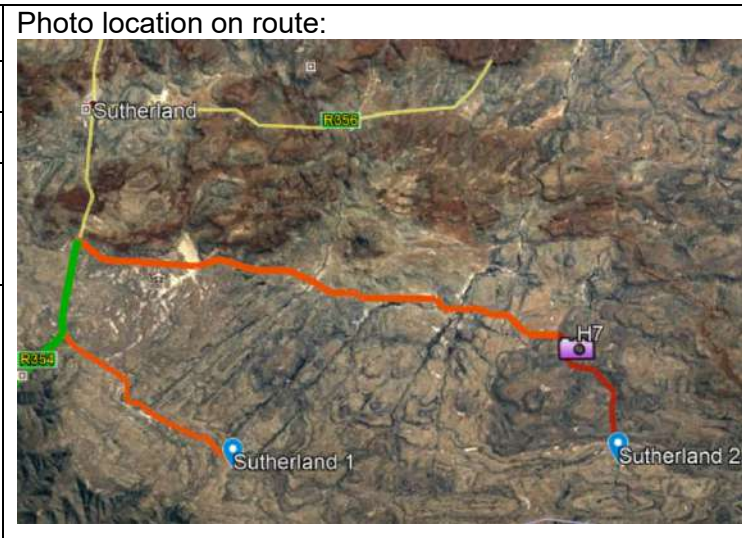 Photo location on route:
Sutherland
R356
H7
R354
Sutherland 1
Sutherland 2